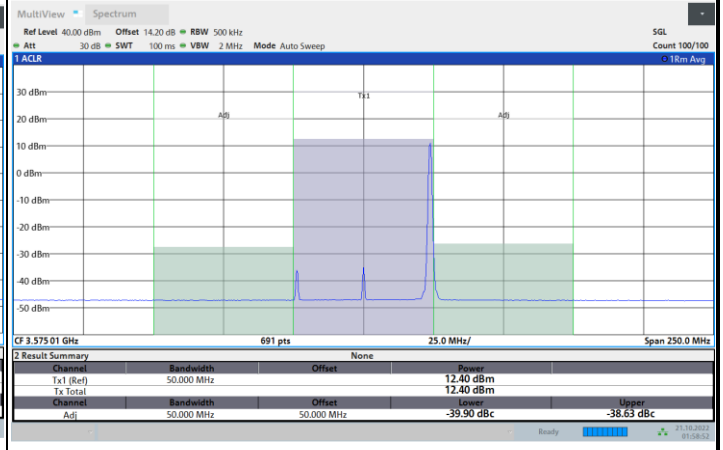 MultiView Spectrum
Ref Level 40.00 dBm Offset 14.20 dB RBW 500 kHz SGL
Att 30 dB SWT 100 ms VBW 2 MHz Mode Auto Sweep Count 100/100
1 ACLR 1Rm Avg
30 dBm
Tx1
20 dBm
Adj Adj
10 dBm
0 dBm
-10 dBm
-20 dBm
-30 dBm
-40 dBm
-50 dBm
CF 3.575 01 GHz 691 pts 25.0 MHz/ Span 250.0 MHz
2 Result Summary None
Channel Bandwidth Offset Power
Tx1 (Ref) 50.000 MHz 12.40 dBm
Tx Total 12.40 dBm
Channel Bandwidth Offset Lower Upper
Adj 50.000 MHz 50.000 MHz -39.90 dBc -38.63 dBc
Ready 21.10.2022
01:58:52